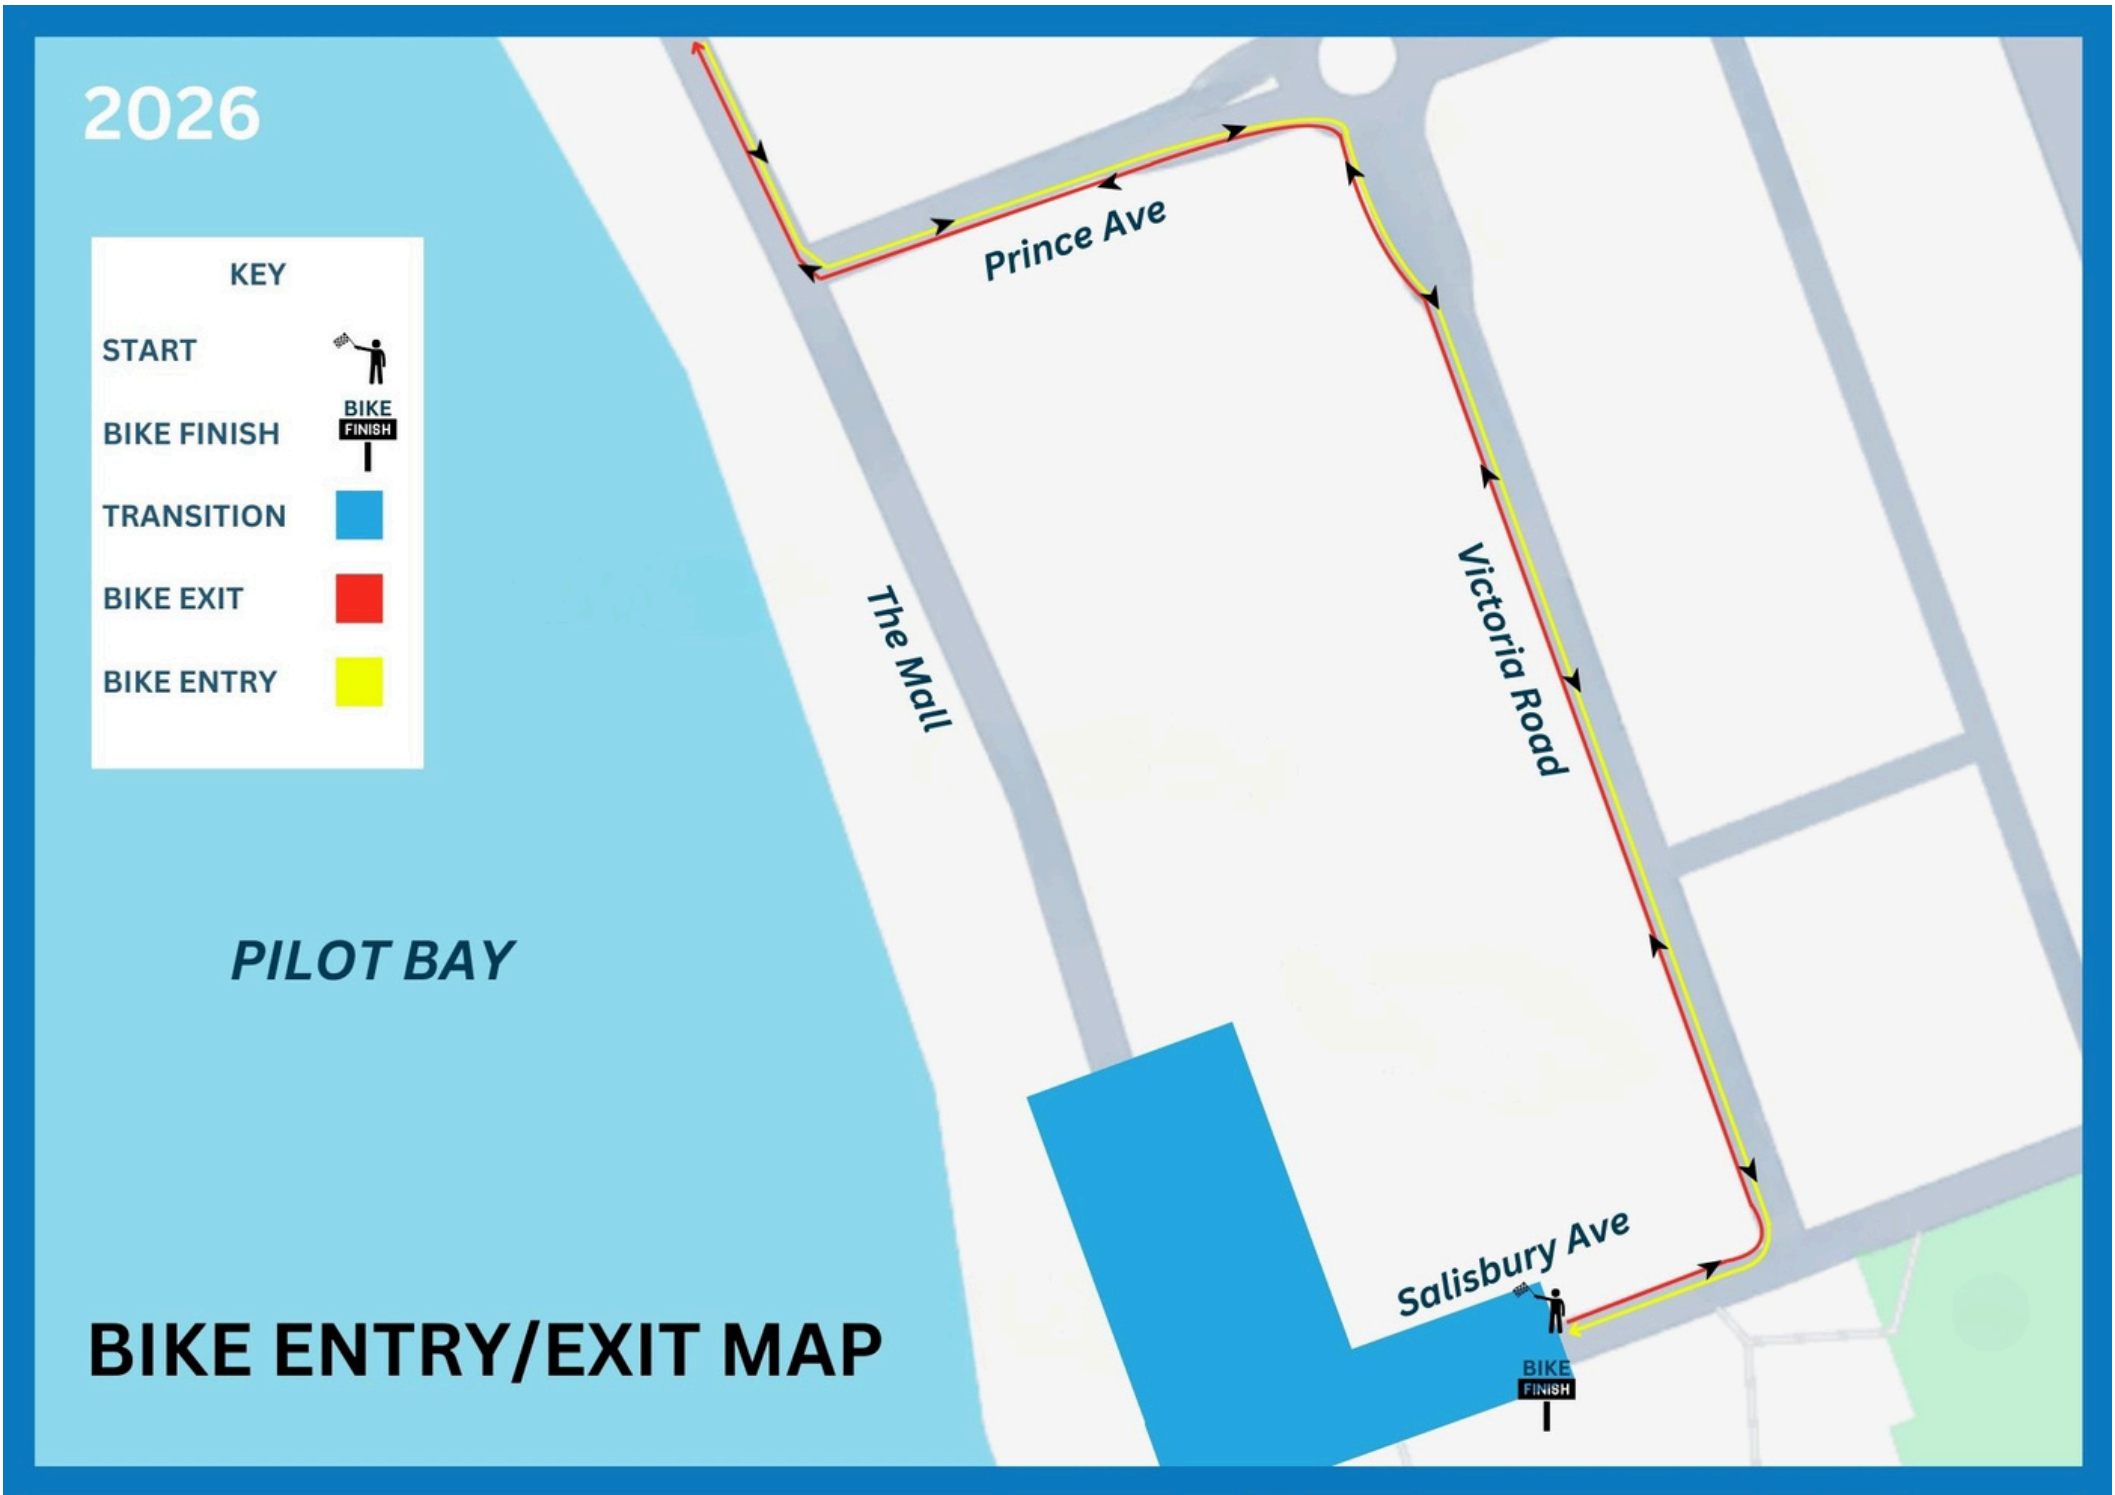 2026
KEY
START
BIKE FINISH
BIKE
FINISH
TRANSITION
BIKE EXIT
BIKE ENTRY
Prince Ave
The Mall
Victoria Road
PILOT BAY
Salisbury Ave
BIKE
FINISH
BIKE ENTRY/EXIT MAP